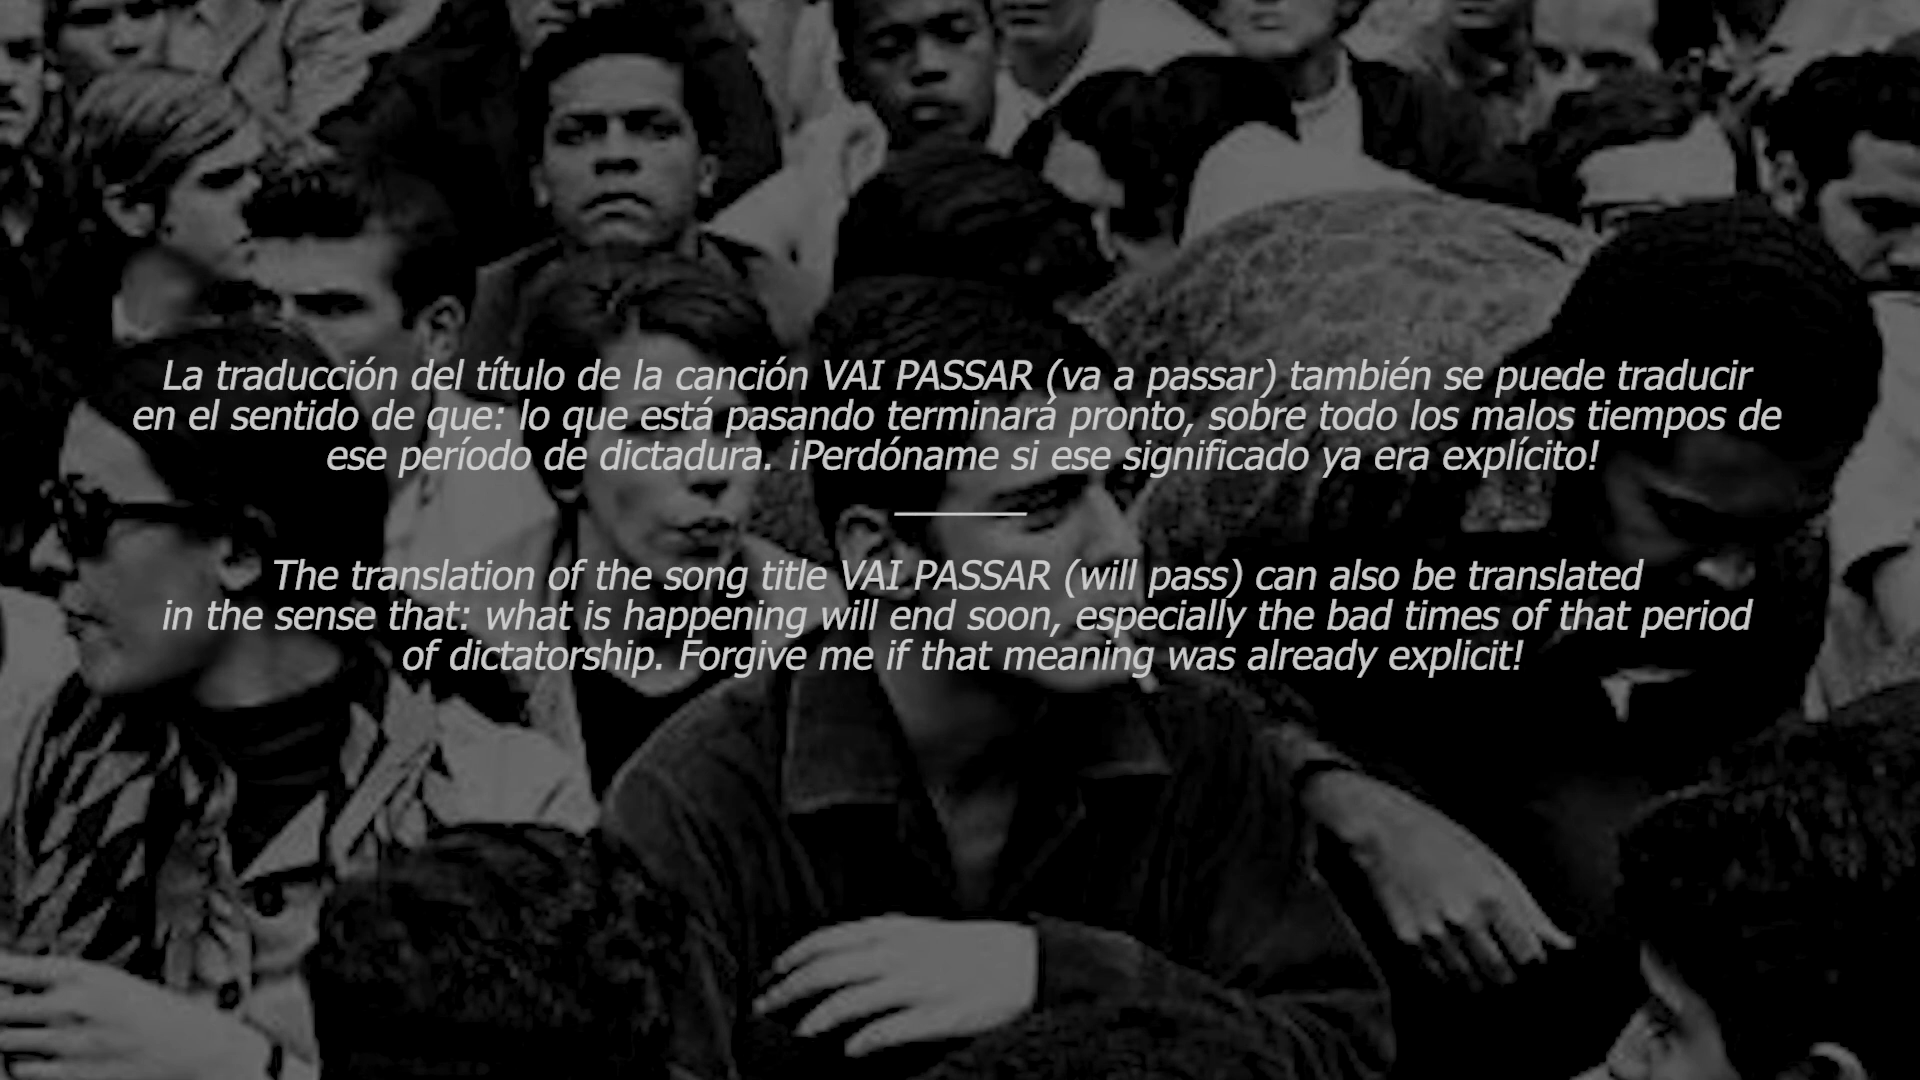 La traducción del título de la canción VAI PASSAR (va a passar) también se puede traducir
en el sentido de que: lo que está pasando terminará pronto, sobre todo los malos tiempos de
ese período de dictadura. ¡Perdóname si ese significado ya era explícito!
The translation of the song title VAI PASSAR (will pass) can also be translated
in the sense that: what is happening will end soon, especially the bad times of that period
of dictatorship. Forgive me if that meaning was already explicit!